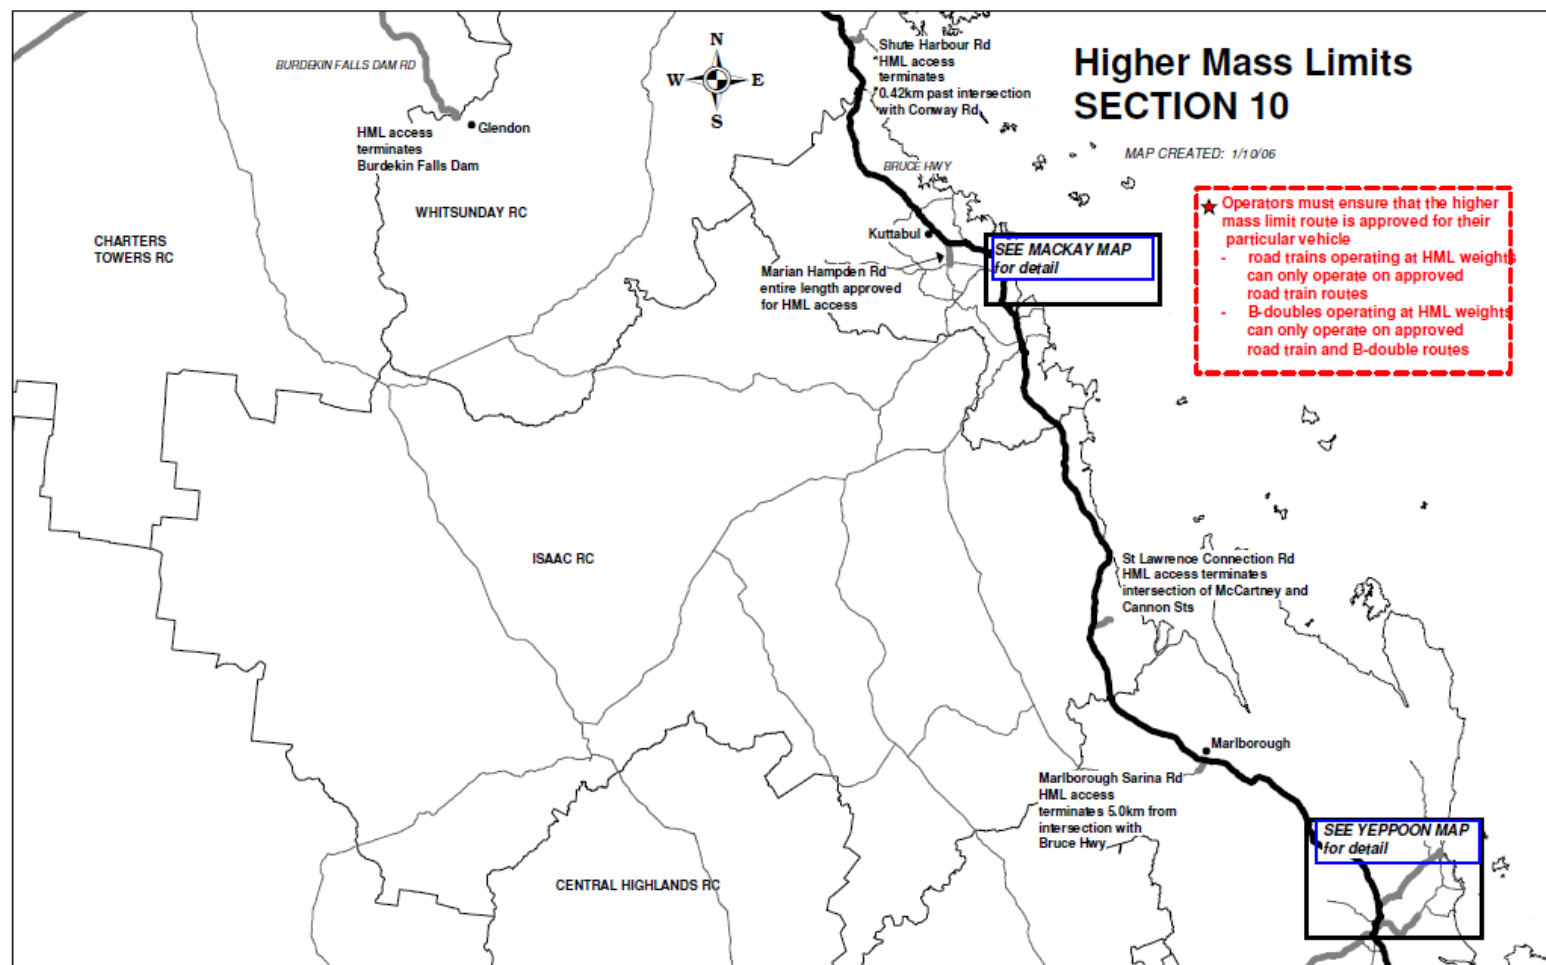 Higher Mass Limits
SECTION 10
MAP CREATED: 1/10/06
N
W
E
S
BURDEKIN FALLS DAM RD
Glendon
HML access
terminates
Burdekin Falls Dam
WHITSUNDAY RC
CHARTERS
TOWERS RC
Shute Harbour Rd
HML access
terminates
0.42km past intersection
with Conway Rd
BRUCE HWY
Kuttabul
SEE MACKAY MAP
for detail
Marian Hampden Rd
entire length approved
for HML access
Operators must ensure that the higher
mass limit route is approved for their
particular vehicle
- road trains operating at HML weights
can only operate on approved
road train routes
- B-doubles operating at HML weights
can only operate on approved
road train and B-double routes
ISAAC RC
St Lawrence Connection Rd
HML access terminates
intersection of McCartney and
Cannon Sts
Marlborough
Marlborough Sarina Rd
HML access
terminates 5.0km from
intersection with
Bruce Hwy
SEE YEPPOON MAP
for detail
CENTRAL HIGHLANDS RC